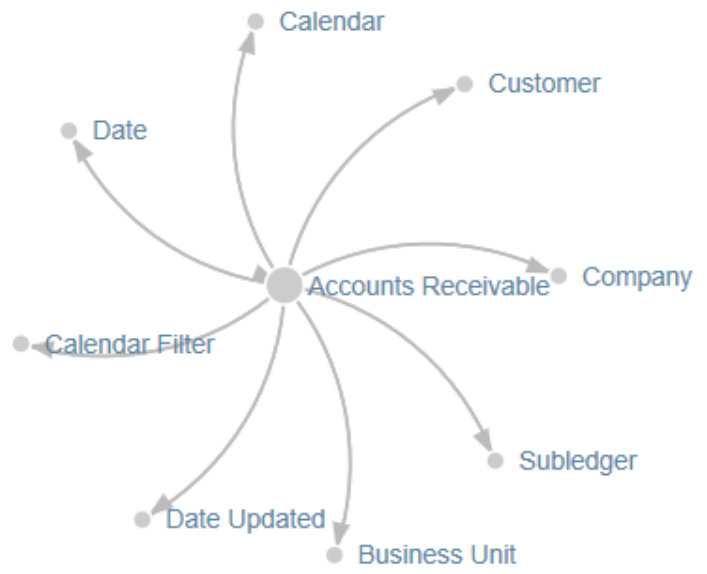 Calendar
Customer
Date
Company
Accounts Receivable
Calendar Filter
Subledger
Date Updated
Business Unit